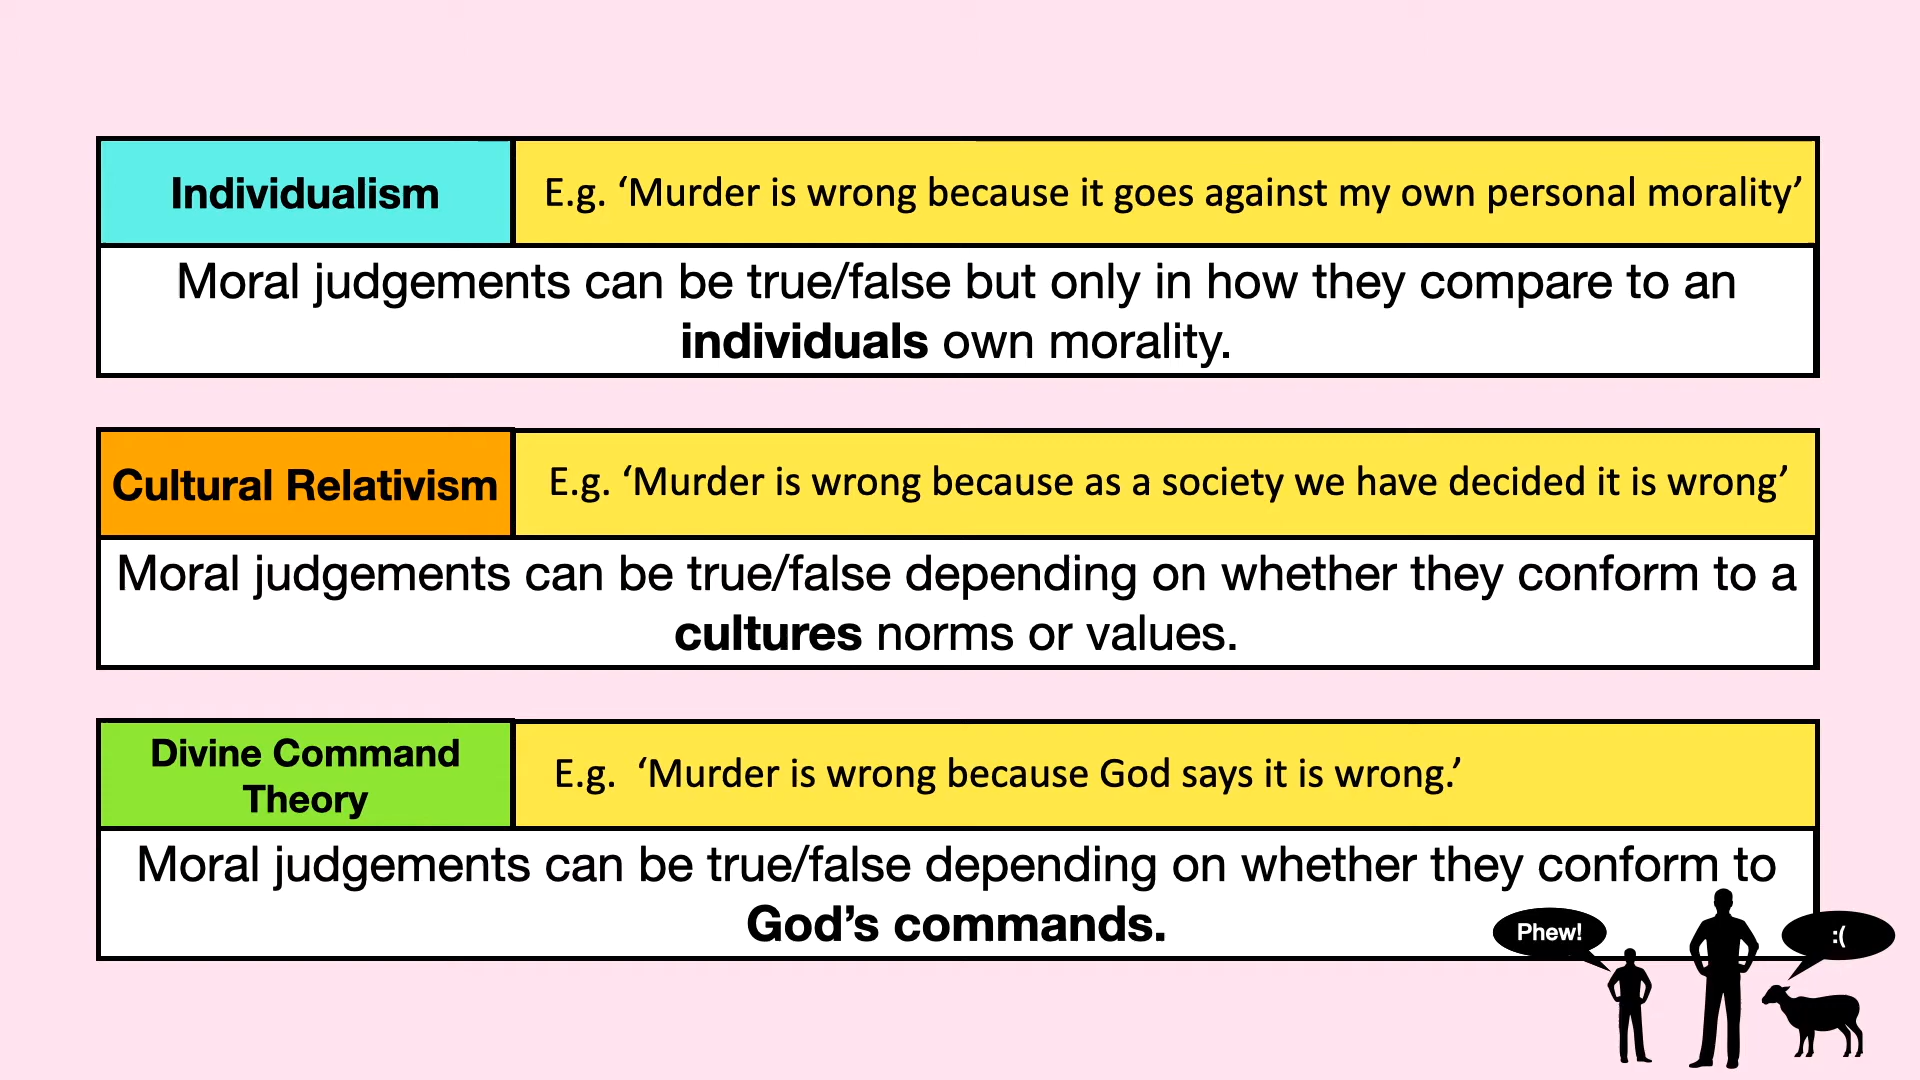 Individualism
E.g. ‘Murder is wrong because it goes against my own personal morality’
Moral judgements can be true/false but only in how they compare to an
individuals own morality.
Cultural Relativism
E.g. ‘Murder is wrong because as a society we have decided it is wrong’
Moral judgements can be true/false depending on whether they conform to a
cultures norms or values.
Divine Command
Theory
E.g.  ‘Murder is wrong because God says it is wrong.’
Moral judgements can be true/false depending on whether they conform to
God’s commands.
Phew!
:(